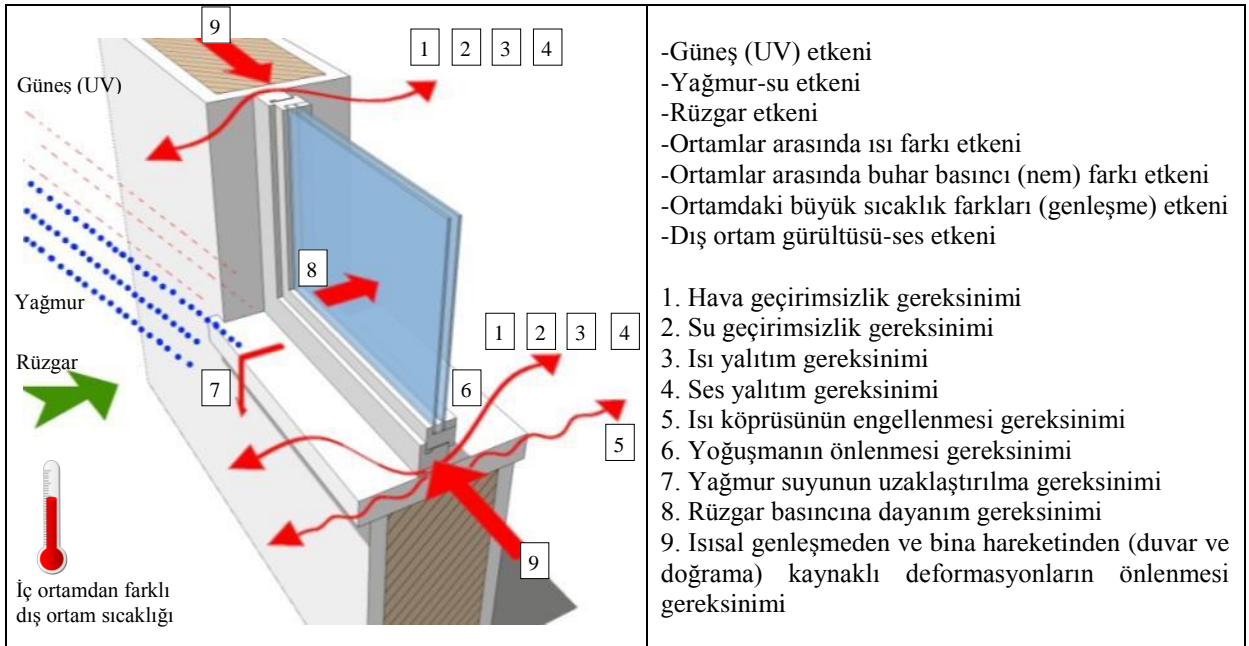 9
1 2 3 4
Güneş (UV)
8
Yağmur
1 2 3 4
Rüzgar
7
6
5
9
İç ortamdan farklı
dış ortam sıcaklığı
-Güneş (UV) etkeni
-Yağmur-su etkeni
-Rüzgar etkeni
-Ortamlar arasında ısı farkı etkeni
-Ortamlar arasında buhar basıncı (nem) farkı etkeni
-Ortamdaki büyük sıcaklık farkları (genleşme) etkeni
-Dış ortam gürültüsü-ses etkeni
1. Hava geçirimsizlik gereksinimi
2. Su geçirimsizlik gereksinimi
3. Isı yalıtım gereksinimi
4. Ses yalıtım gereksinimi
5. Isı köprüsünün engellenmesi gereksinimi
6. Yoğuşmanın önlenmesi gereksinimi
7. Yağmur suyunun uzaklaştırılma gereksinimi
8. Rüzgar basıncına dayanım gereksinimi
9. Isısal genleşmeden ve bina hareketinden (duvar ve
doğrama) kaynaklı deformasyonların önlenmesi
gereksinimi